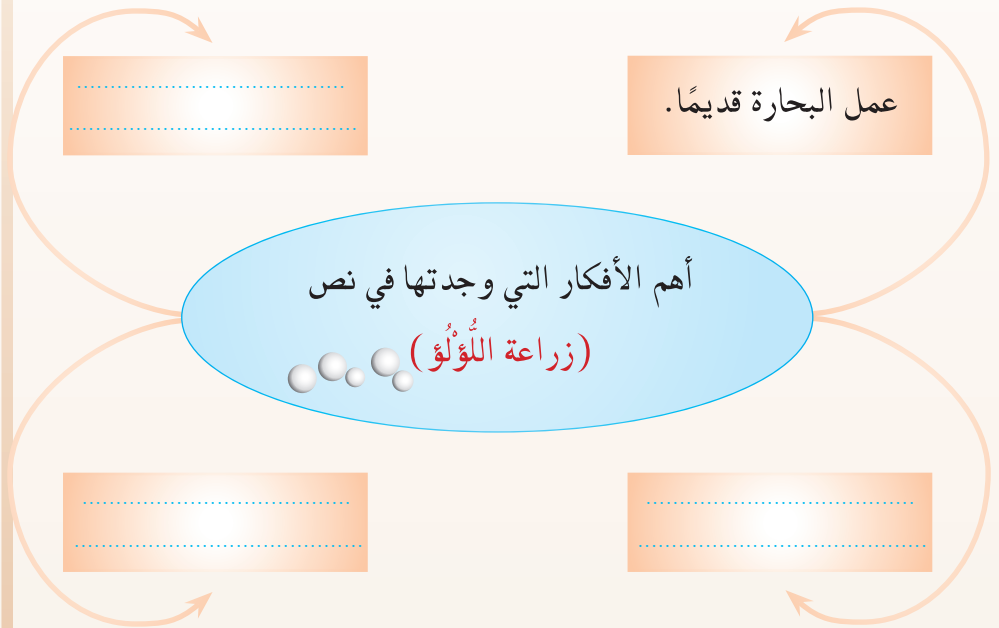 عمل البحارة قديمًا.
أهم الأفكار التي وجدتها في نص
(زراعة اللُّؤْلُؤ)